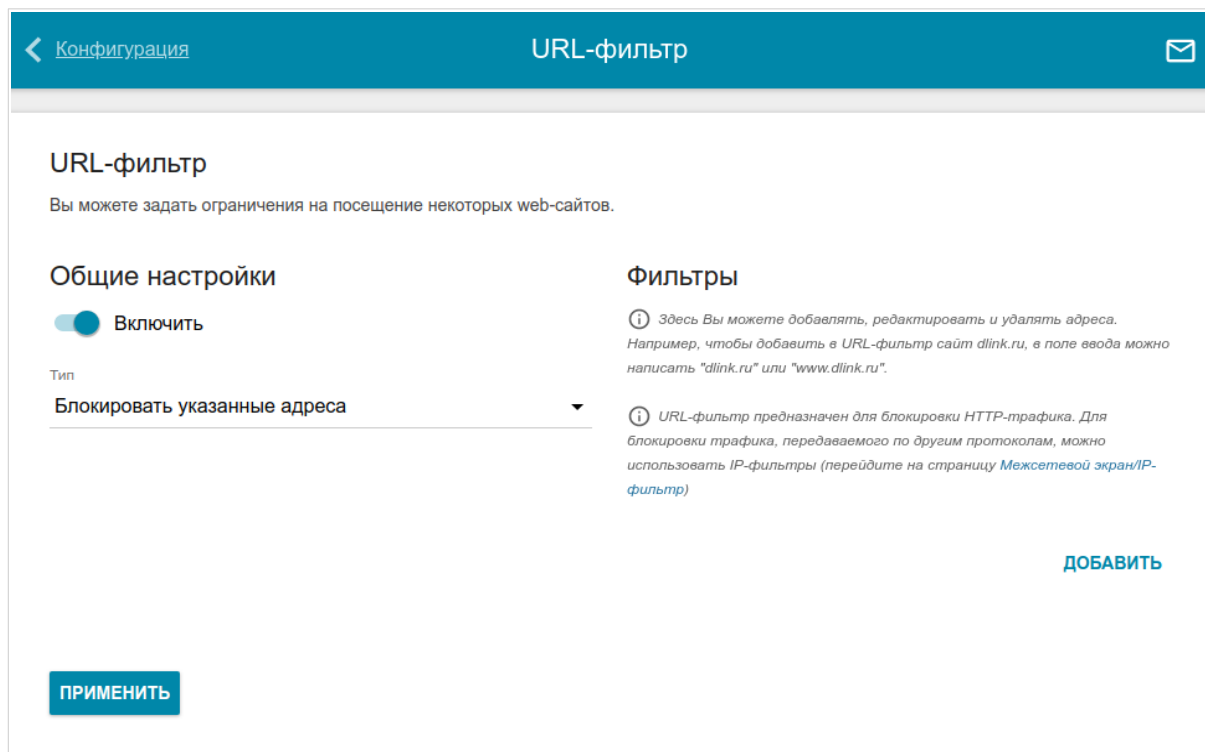 Конфигурация
URL-фильтр
URL-фильтр
Вы можете задать ограничения на посещение некоторых web-сайтов.
Общие настройки
Включить
Тип
Блокировать указанные адреса
Фильтры
Здесь Вы можете добавлять, редактировать и удалять адреса.
Например, чтобы добавить в URL-фильтр сайт dlink.ru, в поле ввода можно
написать "dlink.ru" или "www.dlink.ru".
URL-фильтр предназначен для блокировки HTTP-трафика. Для
блокировки трафика, передаваемого по другим протоколам, можно
использовать IP-фильтры (перейдите на страницу Межсетевой экран/IP-
фильтр)
ДОБАВИТЬ
ПРИМЕНИТЬ